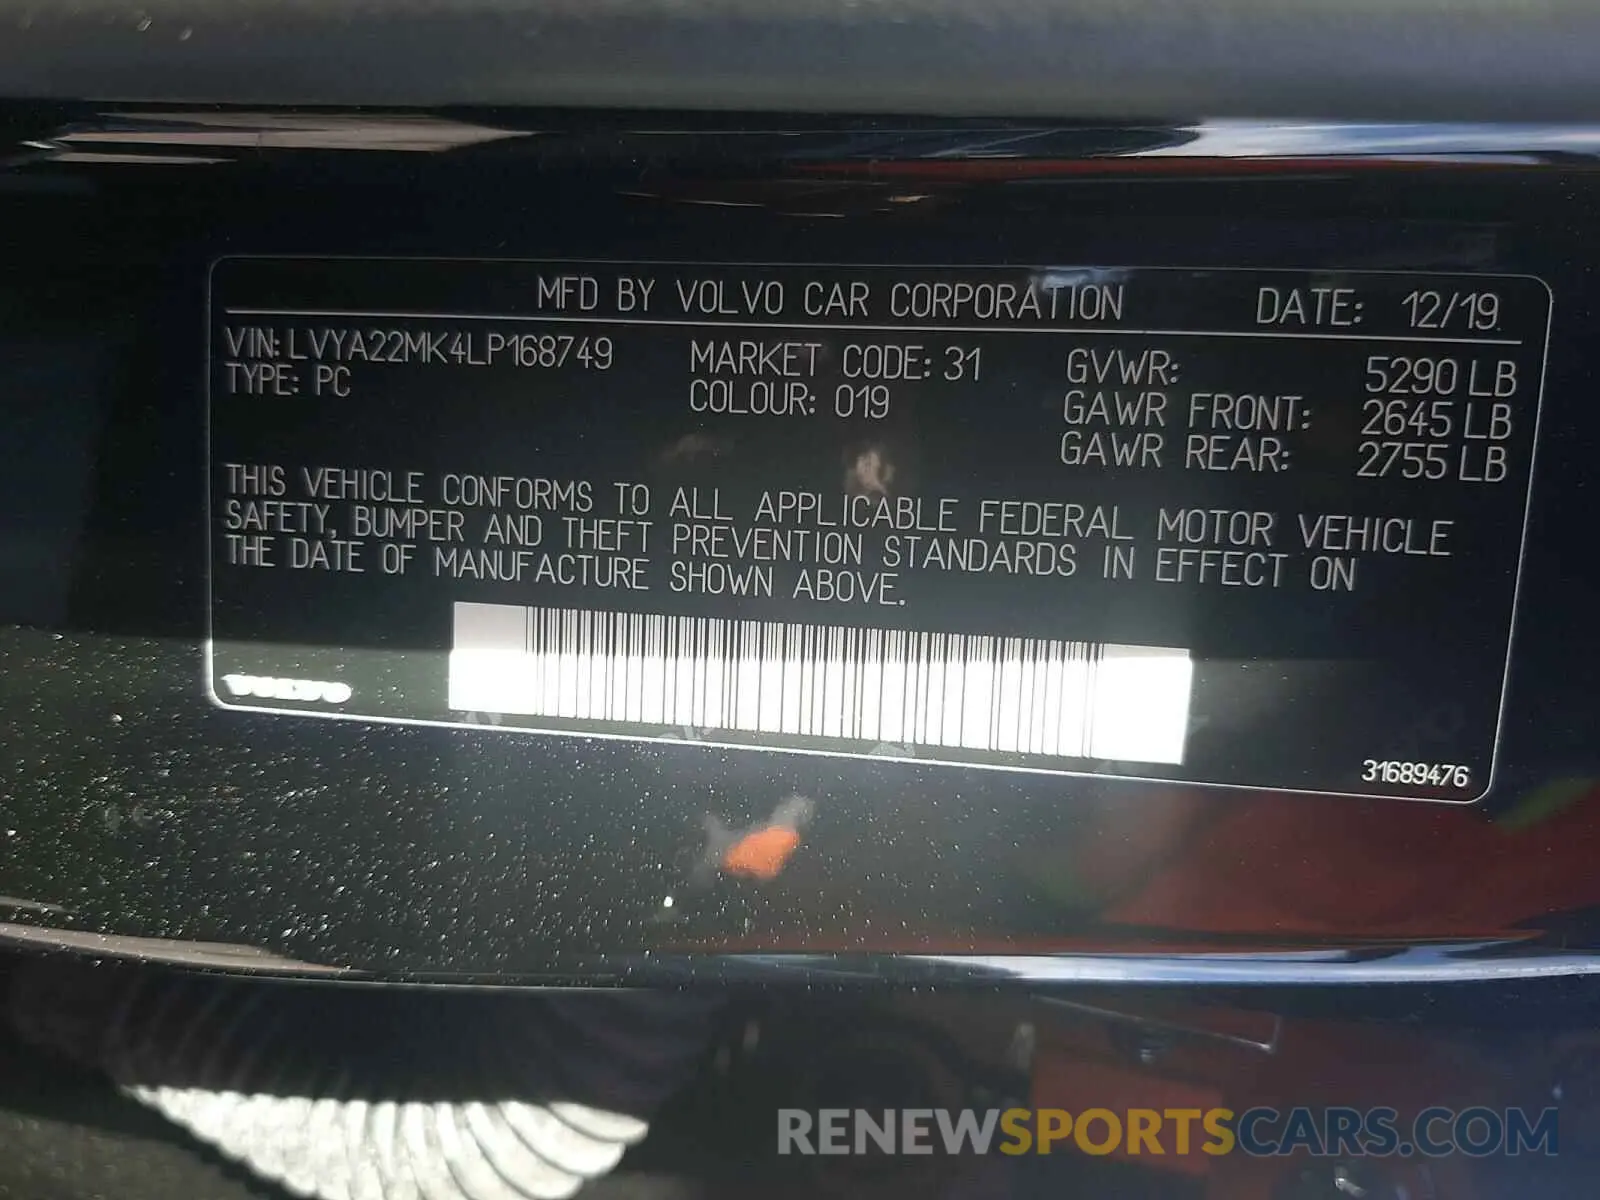 MFD BY VOLVO CAR CORPORATION DATE: 12/19
VIN: LVYA22MK4LP168749 MARKET CODE: 31 GVWR: 5290 LB
TYPE: PC COLOUR: 019 GAWR FRONT: 2645 LB
GAWR REAR: 2755 LB
THIS VEHICLE CONFORMS TO ALL APPLICABLE FEDERAL MOTOR VEHICLE
SAFETY, BUMPER AND THEFT PREVENTION STANDARDS IN EFFECT ON
THE DATE OF MANUFACTURE SHOWN ABOVE.
VOLVO
31689476
RENEWSPORTSCARS.COM